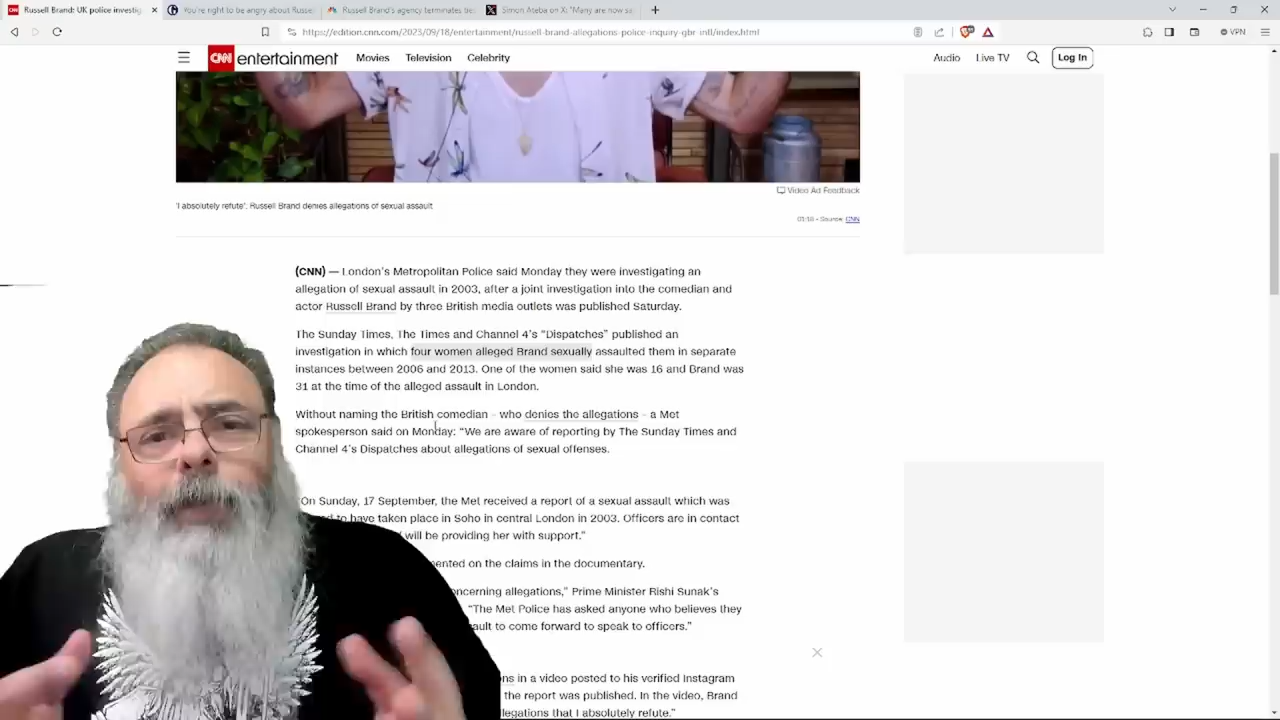 Russell Brand: UK police investig
You're right to be angry about Russell
Russell Brand's agency terminates ties
Simon Ateba on X: "Many are now sa
https://edition.cnn.com/2023/09/18/entertainment/russell-brand-allegations-police-inquiry-gbr-intl/index.html
VPN
CNN entertainment Movies Television Celebrity Audio Live TV Log In
Video Ad Feedback
'I absolutely refute', Russell Brand denies allegations of sexual assault
01:18 - Source: CNN
(CNN) — London's Metropolitan Police said Monday they were investigating an
allegation of sexual assault in 2003, after a joint investigation into the comedian and
actor Russell Brand by three British media outlets was published Saturday.
The Sunday Times, The Times and Channel 4's "Dispatches" published an
investigation in which four women alleged Brand sexually assaulted them in separate
instances between 2006 and 2013. One of the women said she was 16 and Brand was
31 at the time of the alleged assault in London.
Without naming the British comedian - who denies the allegations - a Met
spokesperson said on Monday: "We are aware of reporting by The Sunday Times and
Channel 4's Dispatches about allegations of sexual offenses.
"On Sunday, 17 September, the Met received a report of a sexual assault which was
to have taken place in Soho in central London in 2003. Officers are in contact
will be providing her with support."
ented on the claims in the documentary.
oncerning allegations," Prime Minister Rishi Sunak's
"The Met Police has asked anyone who believes they
sault to come forward to speak to officers."
ns in a video posted to his verified Instagram
the report was published. In the video, Brand
legations that I absolutely refute."